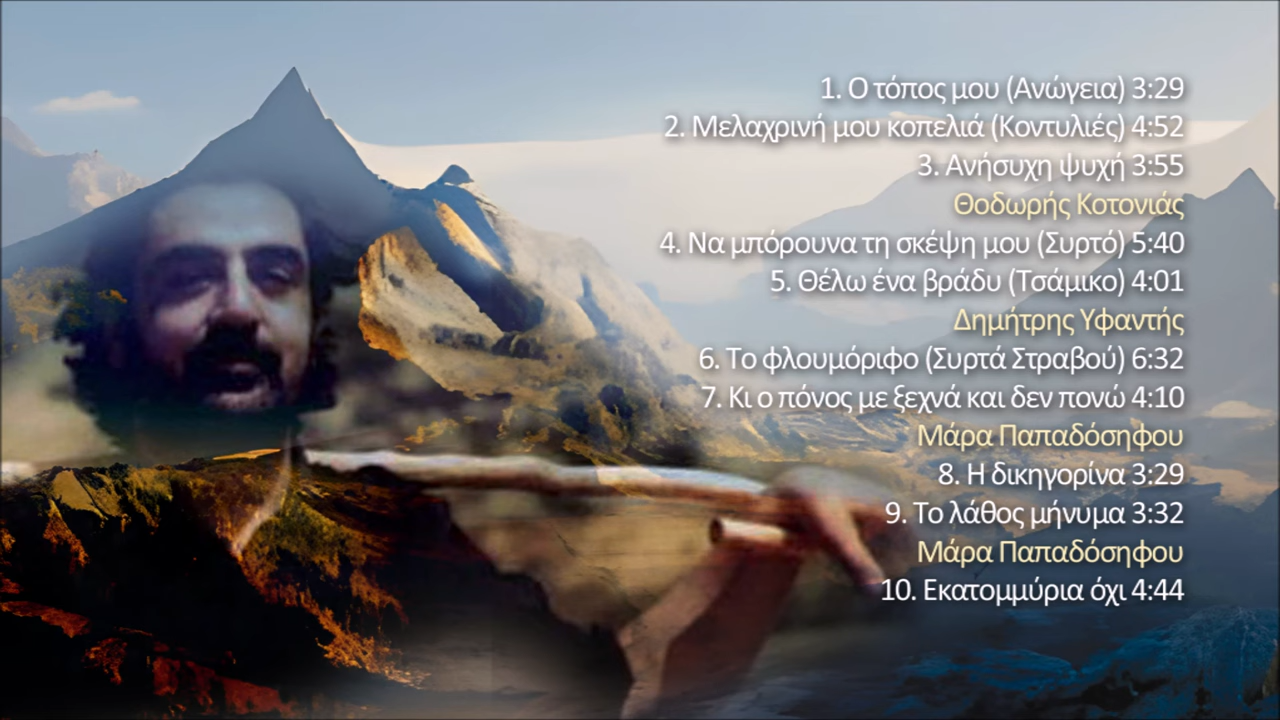 1. Ο τόπος μου (Ανώγεια) 3:29
2. Μελαχρινή μου κοπελιά (Κοντυλιές) 4:52
3. Ανήσυχη ψυχή 3:55
Θοδωρής Κοτονιάς
4. Να μπόρουνα τη σκέψη μου (Συρτό) 5:40
5. Θέλω ένα βράδυ (Τσάμικο) 4:01
Δημήτρης Υφαντής
6. Το φλουμόριφο (Συρτά Στραβού) 6:32
7. Κι ο πόνος με ξεχνά και δεν πονώ 4:10
Μάρα Παπαδόσηφου
8. Η δικηγορίνα 3:29
9. Το λάθος μήνυμα 3:32
Μάρα Παπαδόσηφου
10. Εκατομμύρια όχι 4:44